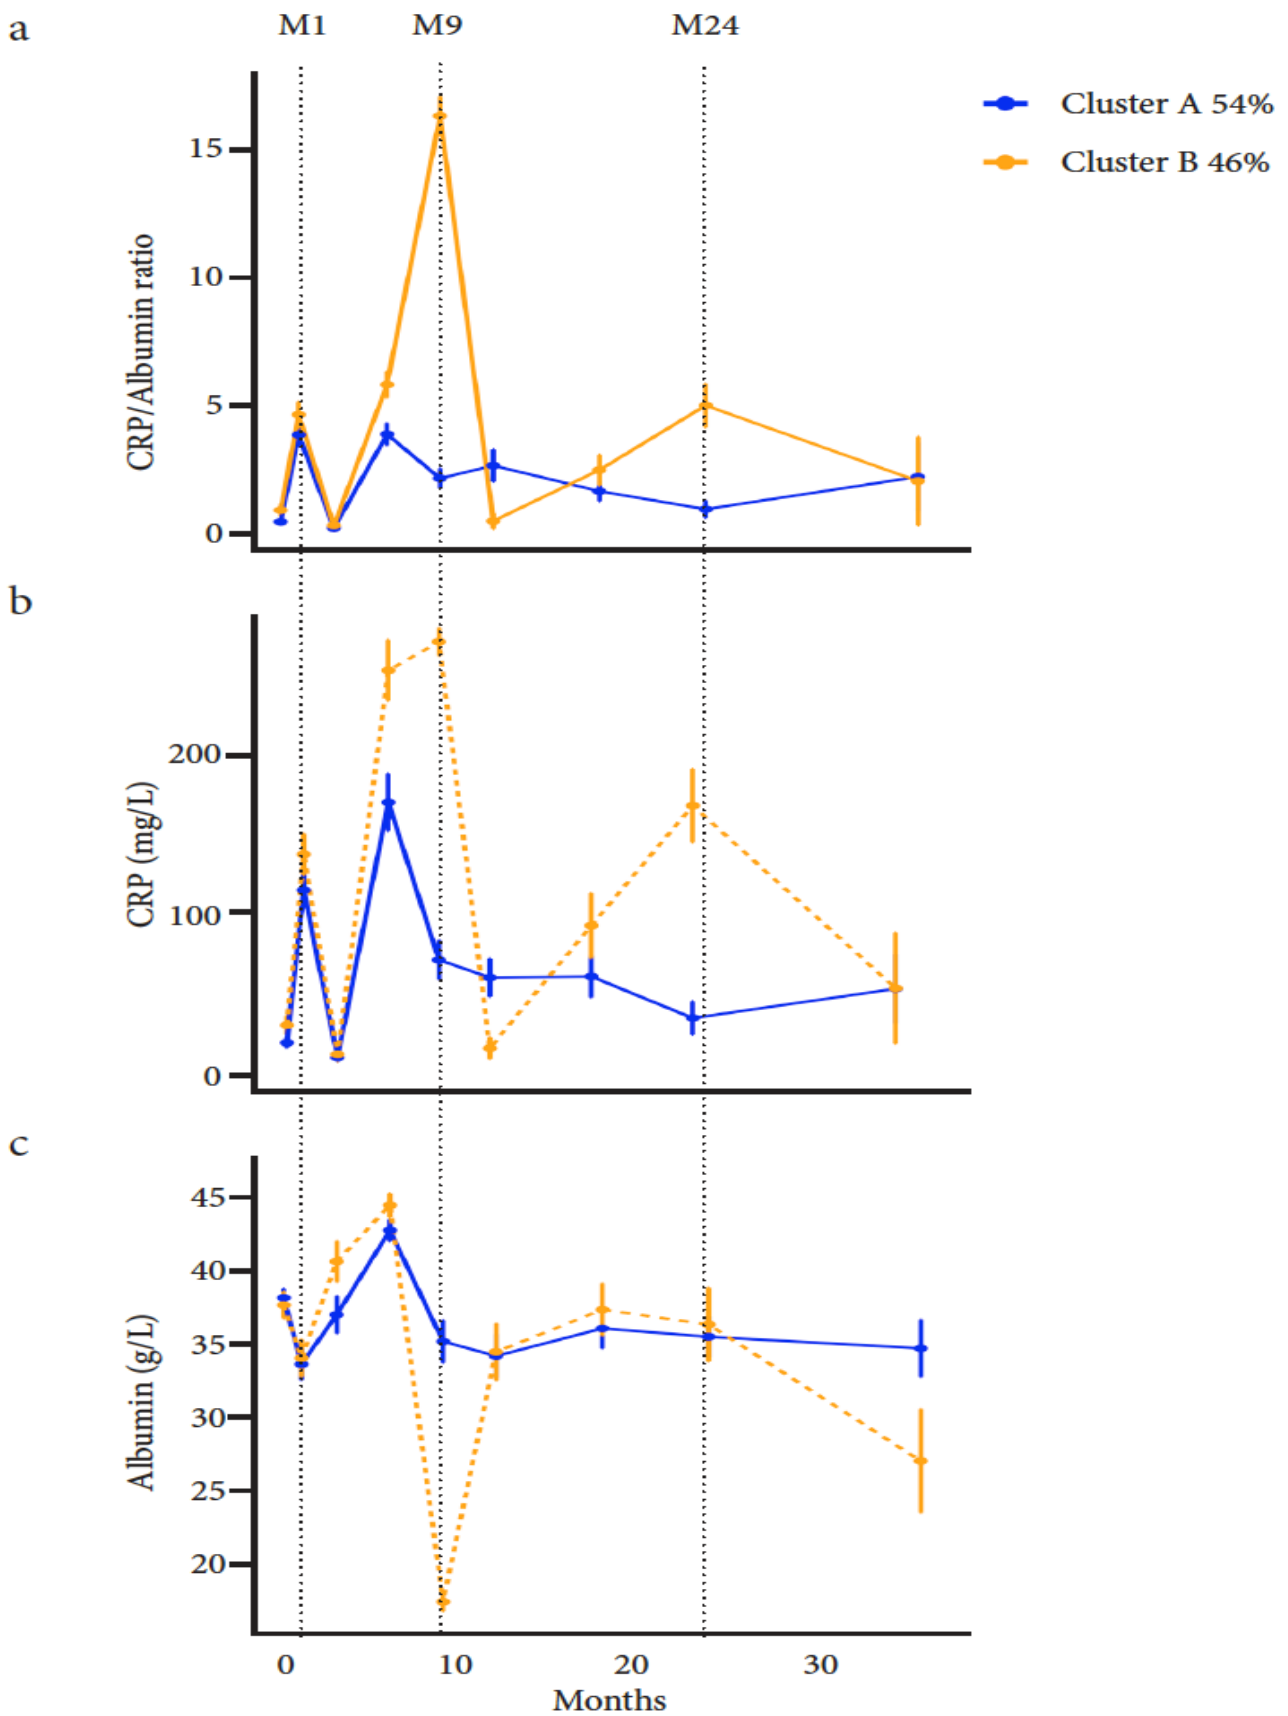 a
M1 M9 M24
Cluster A 54%
Cluster B 46%
CRP/Albumin ratio
15
10
5
0
b
CRP (mg/L)
200
100
0
c
Albumin (g/L)
45
40
35
30
25
20
0 10 20 30
Months